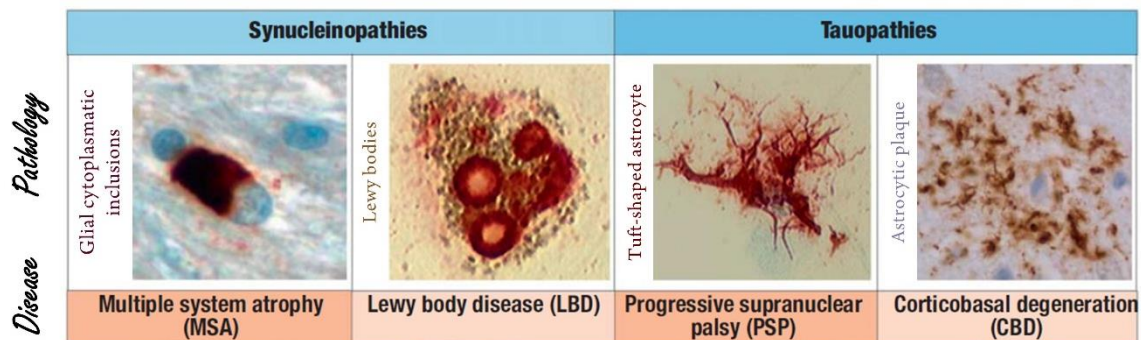 Synucleinopathies
Tauopathies
Pathology
Glial cytoplasmatic
inclusions
Lewy bodies
Tuft-shaped astrocyte
Astrocytic plaque
Disease
Multiple system atrophy
(MSA)
Lewy body disease (LBD)
Progressive supranuclear
palsy (PSP)
Corticobasal degeneration
(CBD)